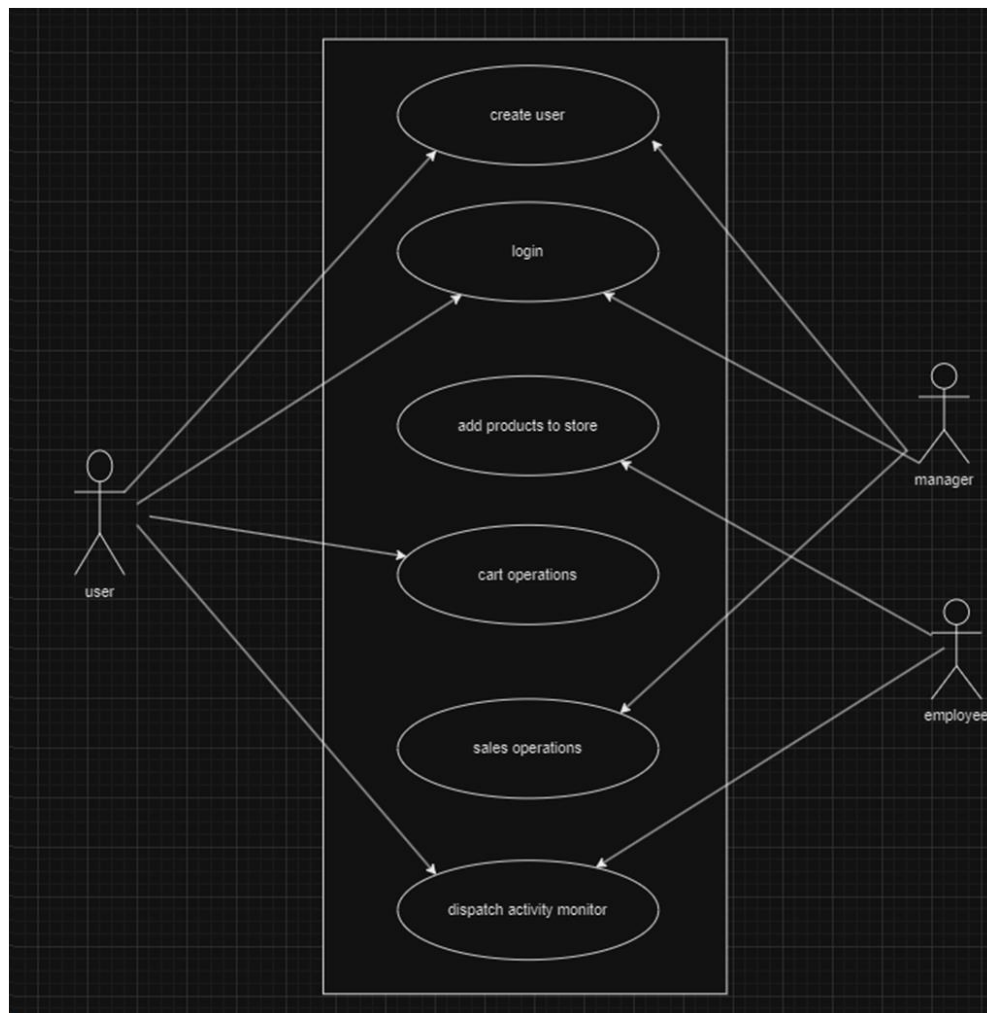 create user
login
add products to store
manager
cart operations
user
employee
sales operations
dispatch activity monitor